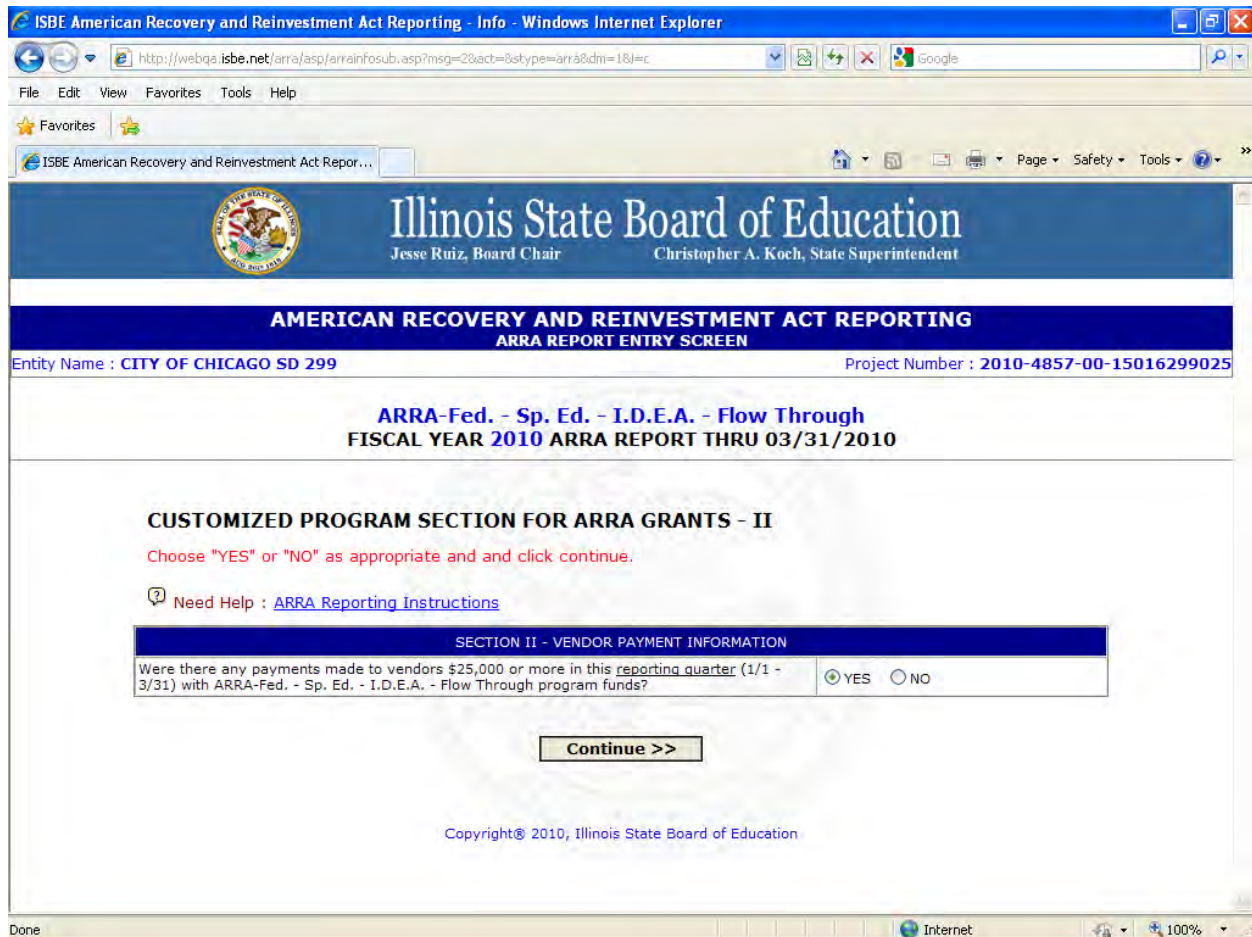 ISBE American Recovery and Reinvestment Act Reporting - Info - Windows Internet Explorer
http://webqa.isbe.net/arra/asp/arrainfosub.asp?msg=2&act=&stype=arra&dm=1&l=c
Google
File Edit View Favorites Tools Help
Favorites
ISBE American Recovery and Reinvestment Act Repor...
Page Safety Tools
Illinois State Board of Education
Jesse Ruiz, Board Chair Christopher A. Koch, State Superintendent
AMERICAN RECOVERY AND REINVESTMENT ACT REPORTING
ARRA REPORT ENTRY SCREEN
Entity Name : CITY OF CHICAGO SD 299 Project Number : 2010-4857-00-15016299025
ARRA-Fed. - Sp. Ed. - I.D.E.A. - Flow Through
FISCAL YEAR 2010 ARRA REPORT THRU 03/31/2010
CUSTOMIZED PROGRAM SECTION FOR ARRA GRANTS - II
Choose "YES" or "NO" as appropriate and and click continue.
Need Help : ARRA Reporting Instructions
SECTION II - VENDOR PAYMENT INFORMATION
Were there any payments made to vendors $25,000 or more in this reporting quarter (1/1 -
3/31) with ARRA-Fed. - Sp. Ed. - I.D.E.A. - Flow Through program funds?
YES NO
Continue >>
Copyright® 2010, Illinois State Board of Education
Done Internet 100%